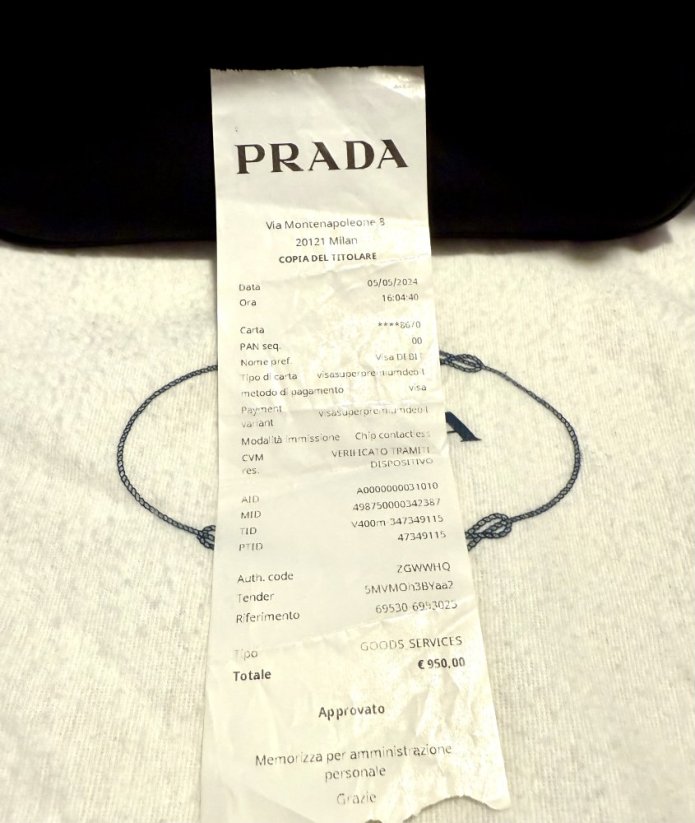 PRADA
Via Montenapoleone 8
20121 Milan
COPIA DEL TITOLARE
Data 05/05/2024
Ora 16:04:40
Carta ****8670
PAN seq. 00
Nome pref. Visa DEBIT
Tipo di carta visasuperpremiumdebit
metodo di pagamento visa
Payment visasuperpremiumdebit
variant
Modalità immissione Chip contactless
CVM VERIFICATO TRAMITE
res. DISPOSITIVO
AID A0000000031010
MID 498750000342387
TID V400m-347349115
PTID 47349115
Auth. code ZGWWHQ
Tender 5MVMOn3BYaa2
Riferimento 69530
Tipo GOODS SERVICES
Totale € 950,00
Approvato
Memorizza per amministrazione
personale
Grazie
A